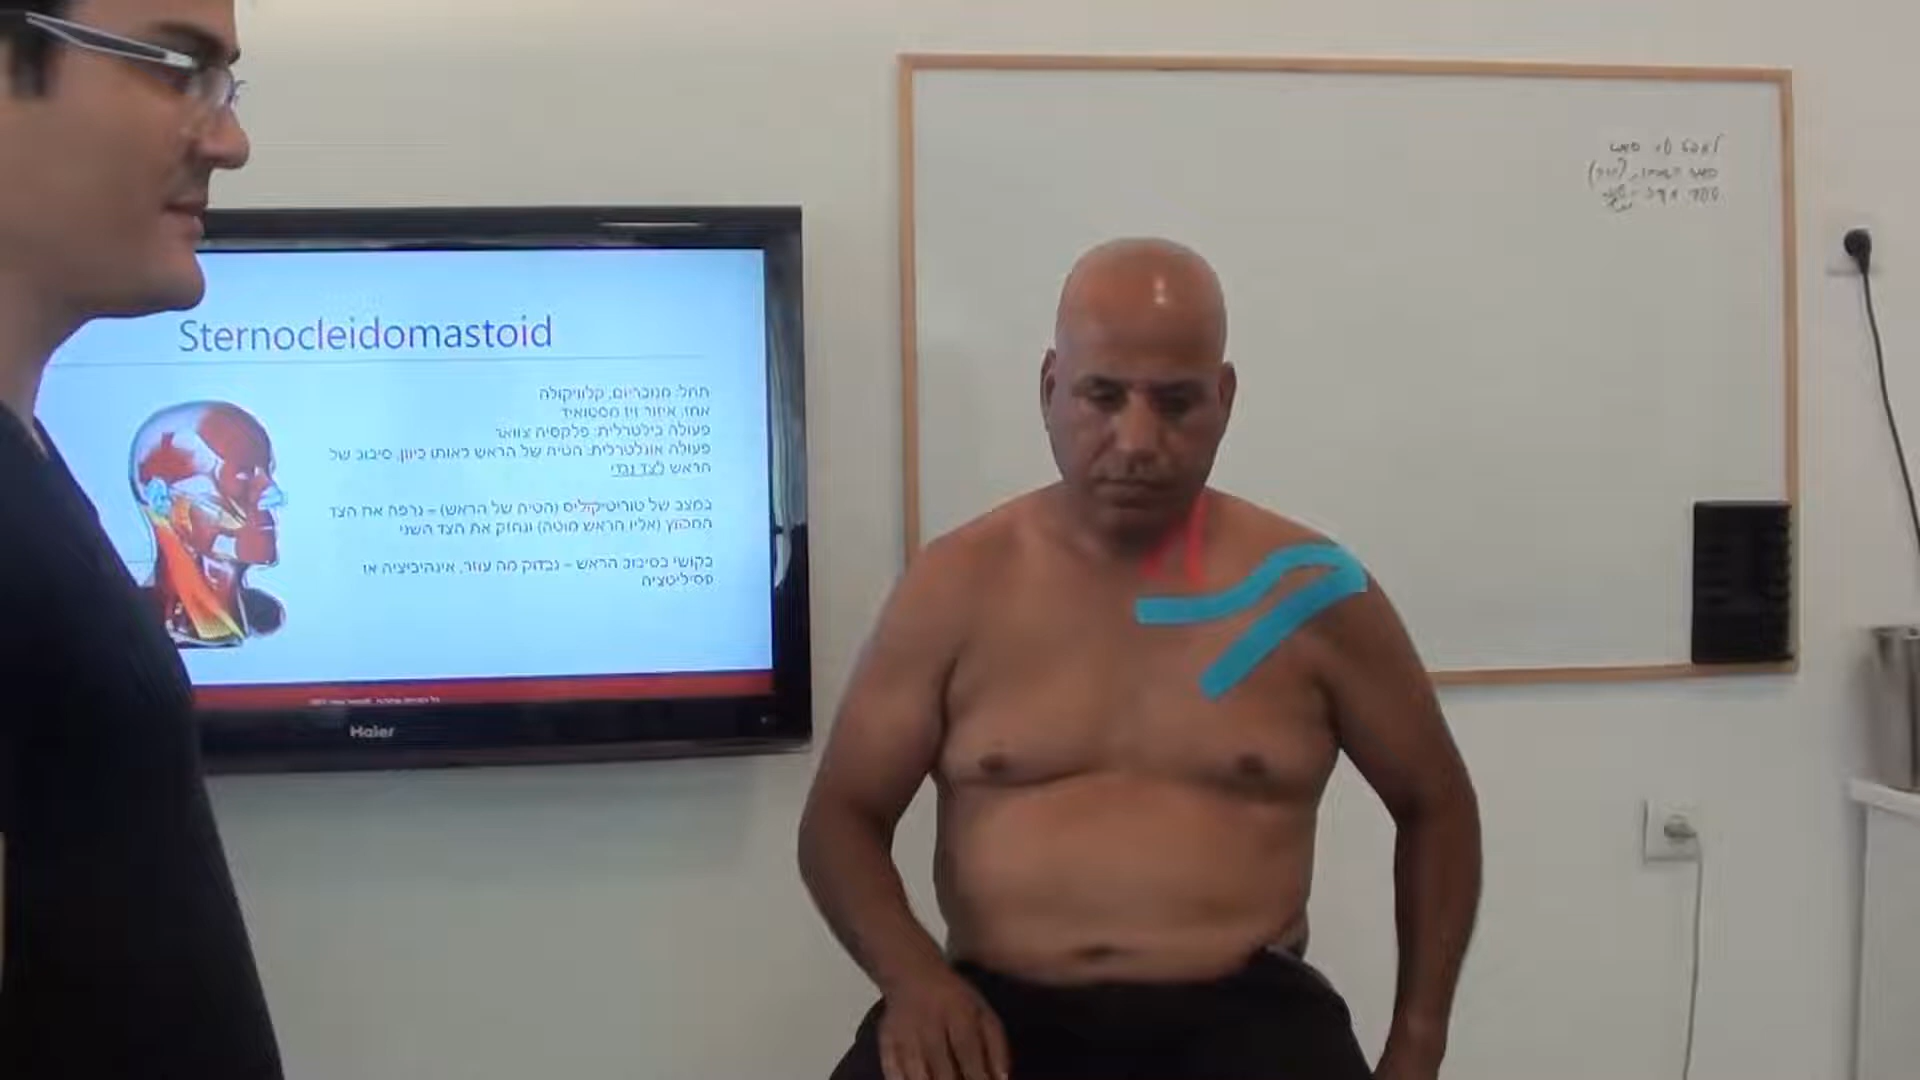 Sternocleidomastoid
תחל: מנובריום, קלוויקולה
אחז, איזור זיז מסטואיד
פעולה בילטרלית: פלקסיה צוואר
פעולה אונלטרלית: הטיה של הראש לאותו כיוון, סיבוב של
הראש לצד נגדי
במצב של טורטיקוליס (הטיה של הראש) – נרפה את הצד
המכווץ (אליו הראש מוטה) ונחזק את הצד השני
בקושי בסיבוב הראש – נבדוק מה עוזר, אינהיביציה או
פסיליטציה
Haier